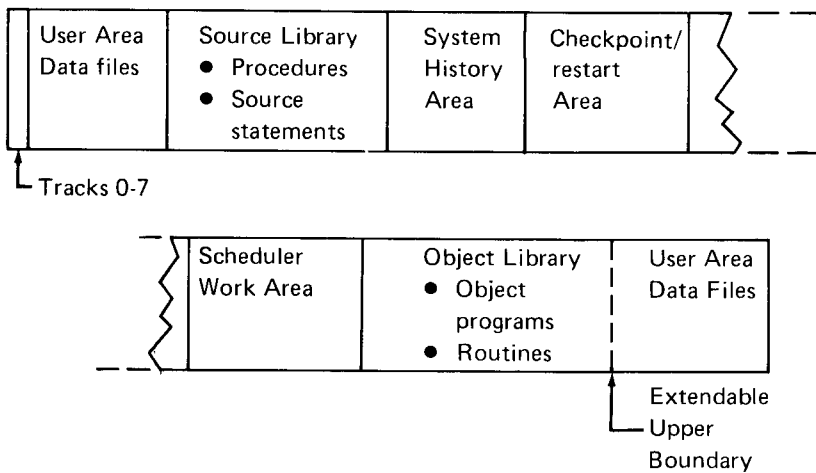 User Area
Data files
Source Library
● Procedures
● Source
statements
System
History
Area
Checkpoint/
restart
Area
Tracks 0-7
Scheduler
Work Area
Object Library
● Object
programs
● Routines
User Area
Data Files
Extendable
Upper
Boundary